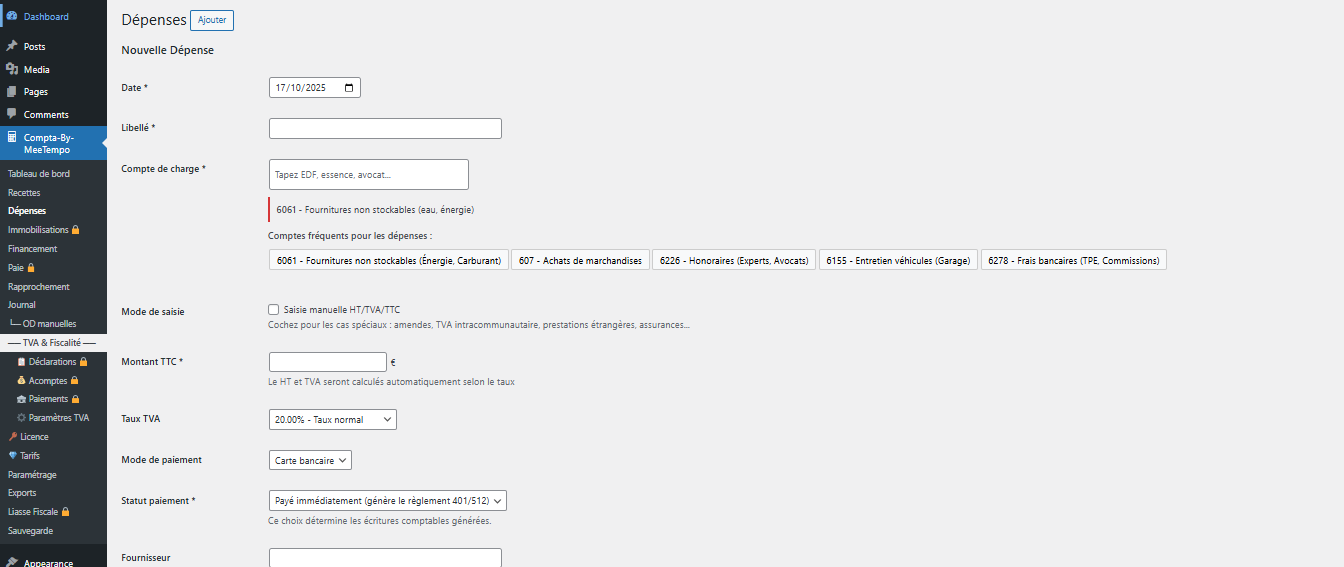 Dashboard
Posts
Media
Pages
Comments
Compta-By-
MeeTempo
Tableau de bord
Recettes
Dépenses
Immobilisations
Financement
Paie
Rapprochement
Journal
└─ OD manuelles
── TVA & Fiscalité ──
Déclarations
Acomptes
Paiements
Paramètres TVA
Licence
Tarifs
Paramétrage
Exports
Liasse Fiscale
Sauvegarde
Appearance
Dépenses Ajouter
Nouvelle Dépense
Date * 17/10/2025
Libellé *
Compte de charge * Tapez EDF, essence, avocat...
6061 - Fournitures non stockables (eau, énergie)
Comptes fréquents pour les dépenses :
6061 - Fournitures non stockables (Énergie, Carburant) 607 - Achats de marchandises 6226 - Honoraires (Experts, Avocats) 6155 - Entretien véhicules (Garage) 6278 - Frais bancaires (TPE, Commissions)
Mode de saisie Saisie manuelle HT/TVA/TTC
Cochez pour les cas spéciaux : amendes, TVA intracommunautaire, prestations étrangères, assurances...
Montant TTC * €
Le HT et TVA seront calculés automatiquement selon le taux
Taux TVA 20.00% - Taux normal
Mode de paiement Carte bancaire
Statut paiement * Payé immédiatement (génère le règlement 401/512)
Ce choix détermine les écritures comptables générées.
Fournisseur